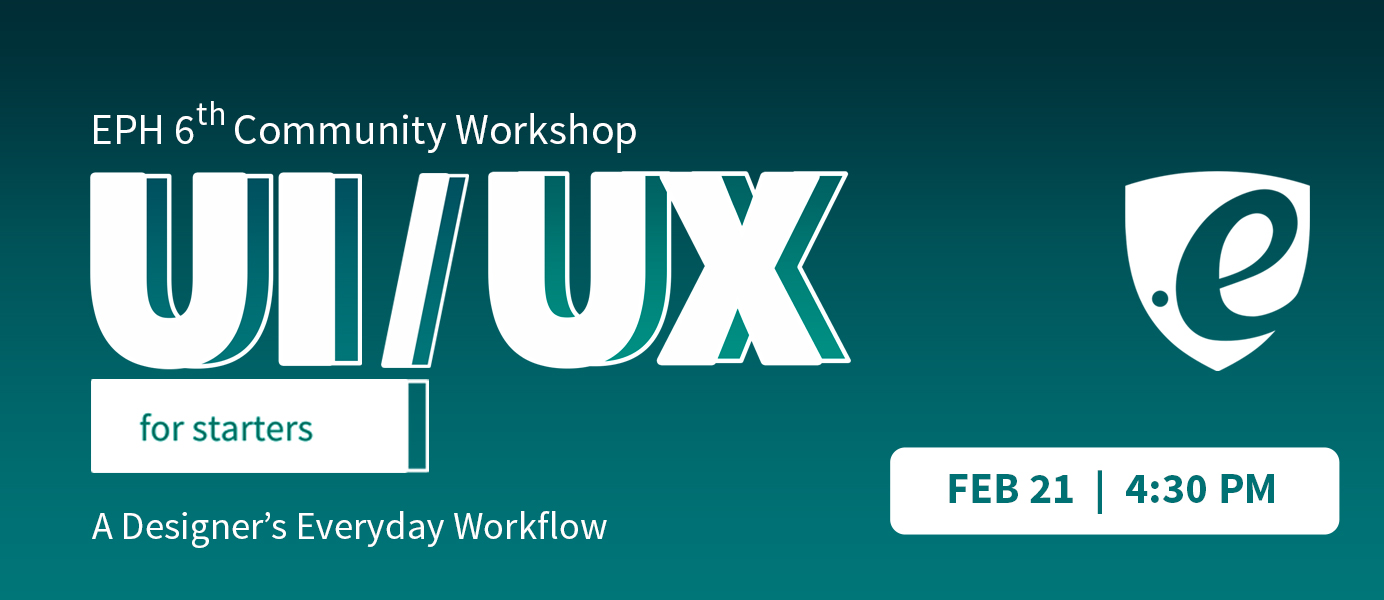 EPH 6th Community Workshop
UI/UX
for starters
A Designer’s Everyday Workflow
e
FEB 21 | 4:30 PM